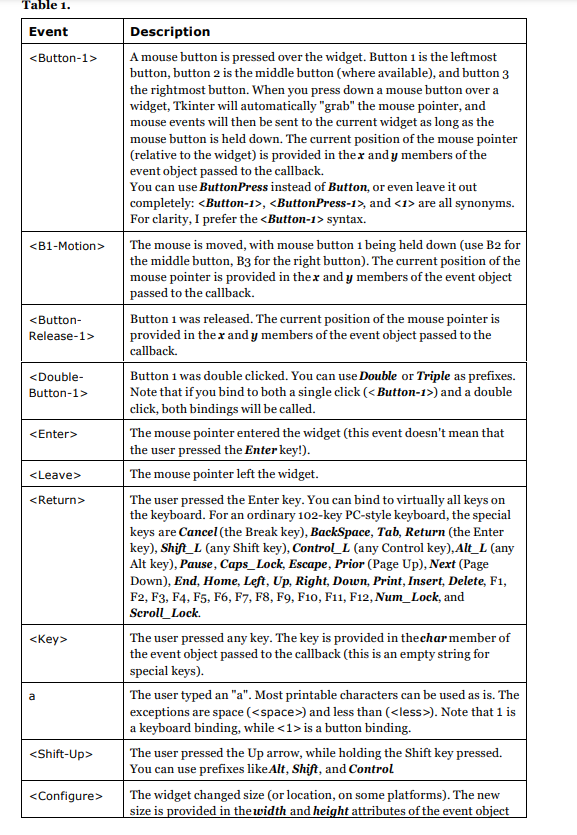 Table 1.
Event Description
<Button-1> A mouse button is pressed over the widget. Button 1 is the leftmost
button, button 2 is the middle button (where available), and button 3
the rightmost button. When you press down a mouse button over a
widget, Tkinter will automatically "grab" the mouse pointer, and
mouse events will then be sent to the current widget as long as the
mouse button is held down. The current position of the mouse pointer
(relative to the widget) is provided in the x and y members of the
event object passed to the callback.
You can use ButtonPress instead of Button, or even leave it out
completely: <Button-1>, <ButtonPress-1>, and <1> are all synonyms.
For clarity, I prefer the <Button-1> syntax.
<B1-Motion> The mouse is moved, with mouse button 1 being held down (use B2 for
the middle button, B3 for the right button). The current position of the
mouse pointer is provided in the x and y members of the event object
passed to the callback.
<Button- Button 1 was released. The current position of the mouse pointer is
Release-1> provided in the x and y members of the event object passed to the
callback.
<Double- Button 1 was double clicked. You can use Double or Triple as prefixes.
Button-1> Note that if you bind to both a single click (<Button-1>) and a double
click, both bindings will be called.
<Enter> The mouse pointer entered the widget (this event doesn't mean that
the user pressed the Enter key!).
<Leave> The mouse pointer left the widget.
<Return> The user pressed the Enter key. You can bind to virtually all keys on
the keyboard. For an ordinary 102-key PC-style keyboard, the special
keys are Cancel (the Break key), BackSpace, Tab, Return (the Enter
key), Shift_L (any Shift key), Control_L (any Control key), Alt_L (any
Alt key), Pause, Caps_Lock, Escape, Prior (Page Up), Next (Page
Down), End, Home, Left, Up, Right, Down, Print, Insert, Delete, F1,
F2, F3, F4, F5, F6, F7, F8, F9, F10, F11, F12, Num_Lock, and
Scroll_Lock.
<Key> The user pressed any key. The key is provided in the char member of
the event object passed to the callback (this is an empty string for
special keys).
a The user typed an "a". Most printable characters can be used as is. The
exceptions are space (<space>) and less than (<less>). Note that 1 is
a keyboard binding, while <1> is a button binding.
<Shift-Up> The user pressed the Up arrow, while holding the Shift key pressed.
You can use prefixes like Alt, Shift, and Control.
<Configure> The widget changed size (or location, on some platforms). The new
size is provided in the width and height attributes of the event object